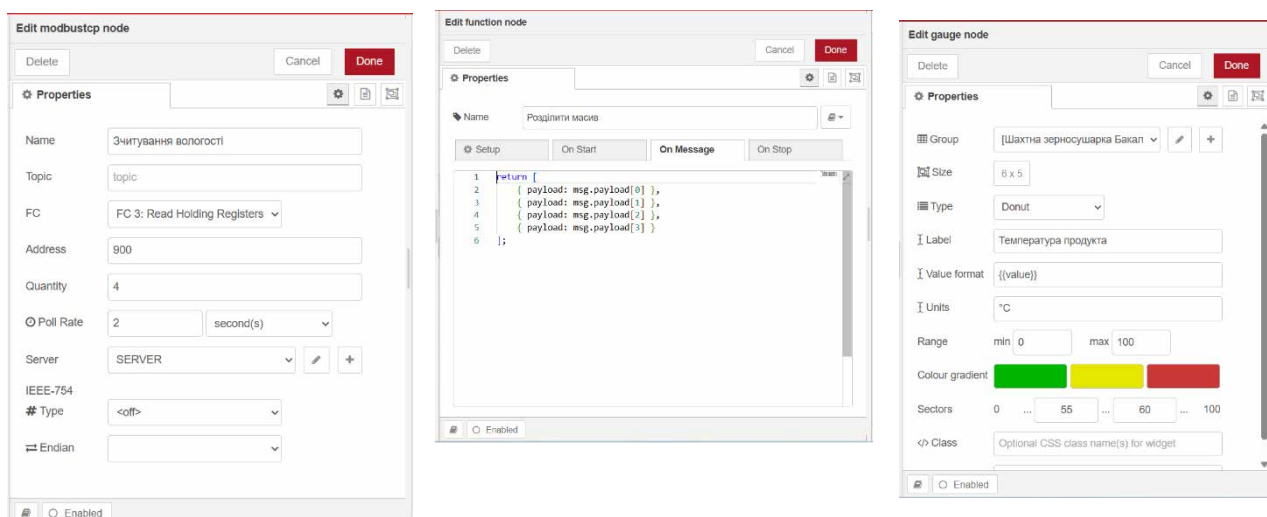 Edit modbustcp node
Delete
Cancel
Done
Properties
Name
Зчитування вологості
Topic
topic
FC
FC 3: Read Holding Registers
Address
900
Quantity
4
Poll Rate
2
second(s)
Server
SERVER
IEEE-754
# Type
<off>
Endian
Enabled
Edit function node
Delete
Cancel
Done
Properties
Name
Розділити масив
Setup
On Start
On Message
On Stop
1 return [
2 { payload: msg.payload[0] },
3 { payload: msg.payload[1] },
4 { payload: msg.payload[2] },
5 { payload: msg.payload[3] }
6 ];
Enabled
Edit gauge node
Delete
Cancel
Done
Properties
Group
[Шахтна зерносушарка Бакал
Size
6 x 5
Type
Donut
Label
Температура продукта
Value format
{{value}}
Units
°C
Range
min 0 max 100
Colour gradient
Sectors
0 ... 55 ... 60 ... 100
</> Class
Optional CSS class name(s) for widget
Enabled